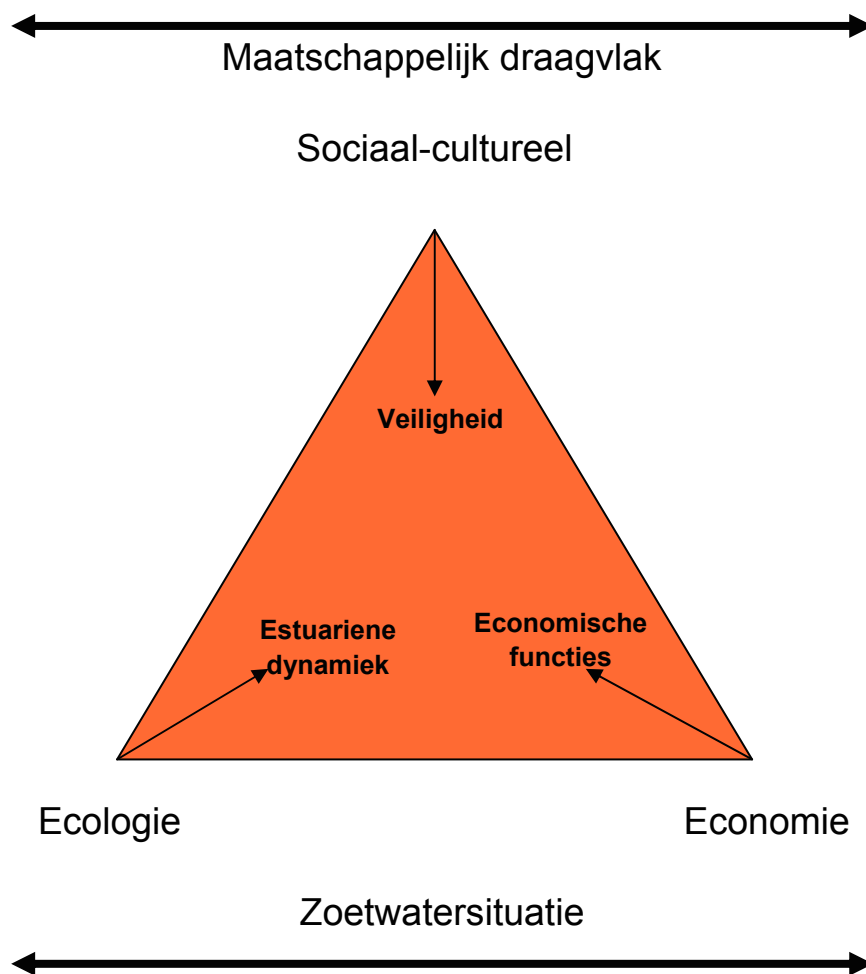 Maatschappelijk draagvlak
Sociaal-cultureel
Veiligheid
Estuariene
dynamiek
Economische
functies
Ecologie
Economie
Zoetwatersituatie